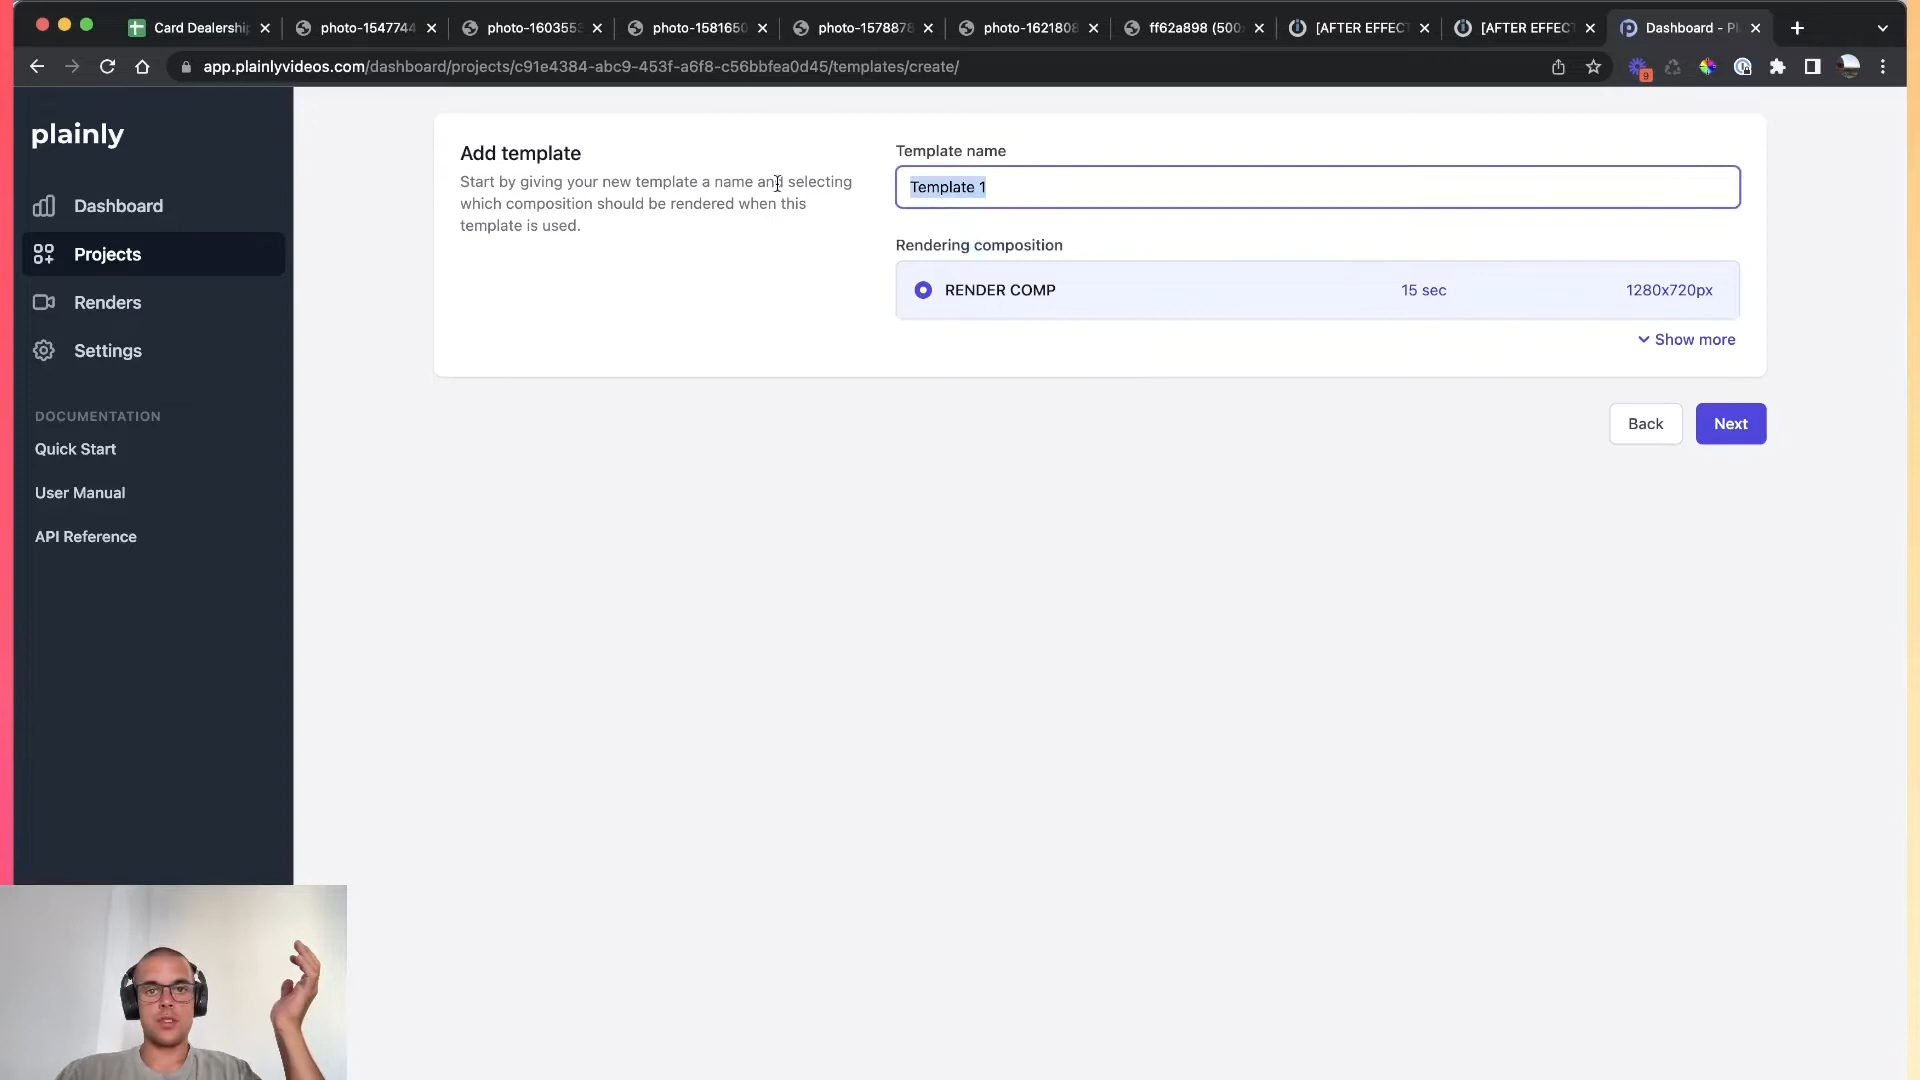 Card Dealershi
photo-1547744
photo-1603553
photo-1581650
photo-1578878
photo-1621808
ff62a898 (500
[AFTER EFFECT
[AFTER EFFECT
Dashboard - Pl
app.plainlyvideos.com/dashboard/projects/c91e4384-abc9-453f-a6f8-c56bbfea0d45/templates/create/
9
plainly
Dashboard
Projects
Renders
Settings
DOCUMENTATION
Quick Start
User Manual
API Reference
Add template
Start by giving your new template a name and selecting
which composition should be rendered when this
template is used.
Template name
Template 1
Rendering composition
RENDER COMP 15 sec 1280x720px
Show more
Back Next